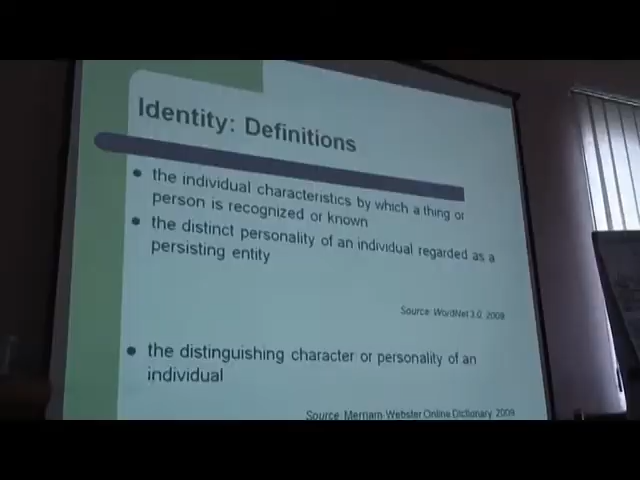 Identity: Definitions
the individual characteristics by which a thing or
person is recognized or known
the distinct personality of an individual regarded as a
persisting entity
Source: WordNet 3.0, 2009
the distinguishing character or personality of an
individual
Source: Merriam-Webster Online Dictionary, 2009